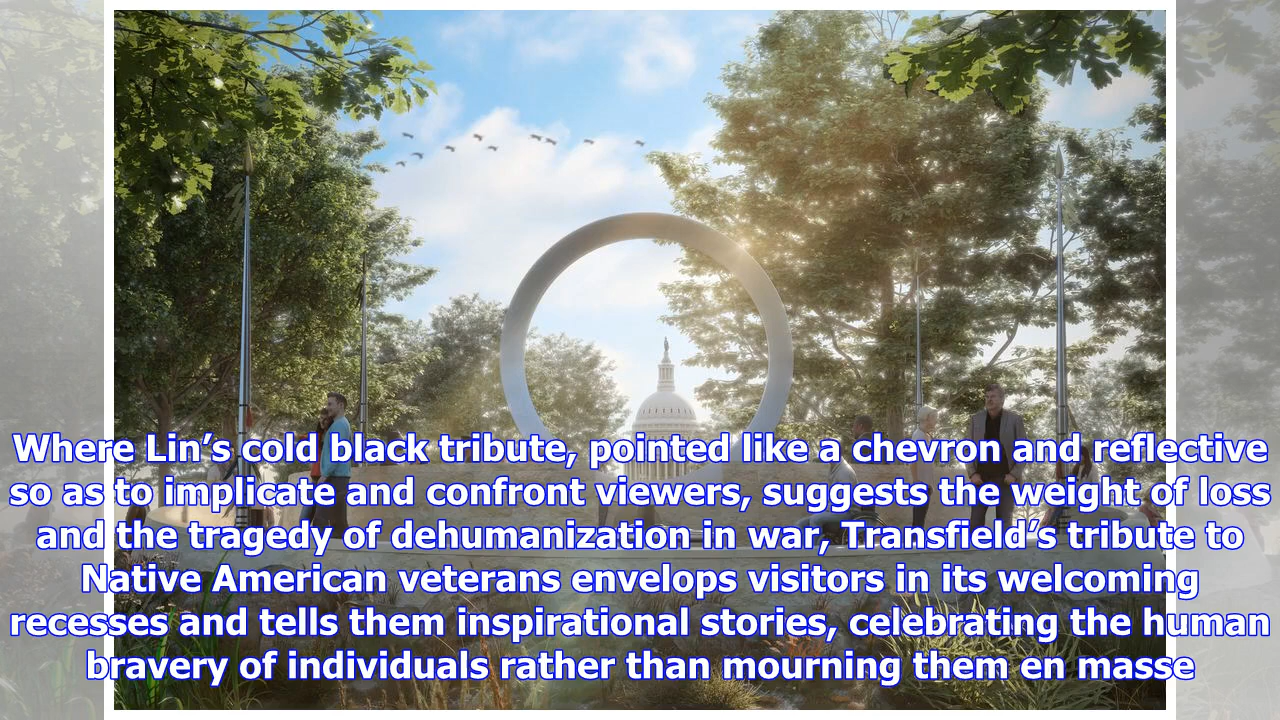 Where Lin’s cold black tribute, pointed like a chevron and reflective
so as to implicate and confront viewers, suggests the weight of loss
and the tragedy of dehumanization in war, Transfield’s tribute to
Native American veterans envelops visitors in its welcoming
recesses and tells them inspirational stories, celebrating the human
bravery of individuals rather than mourning them en masse